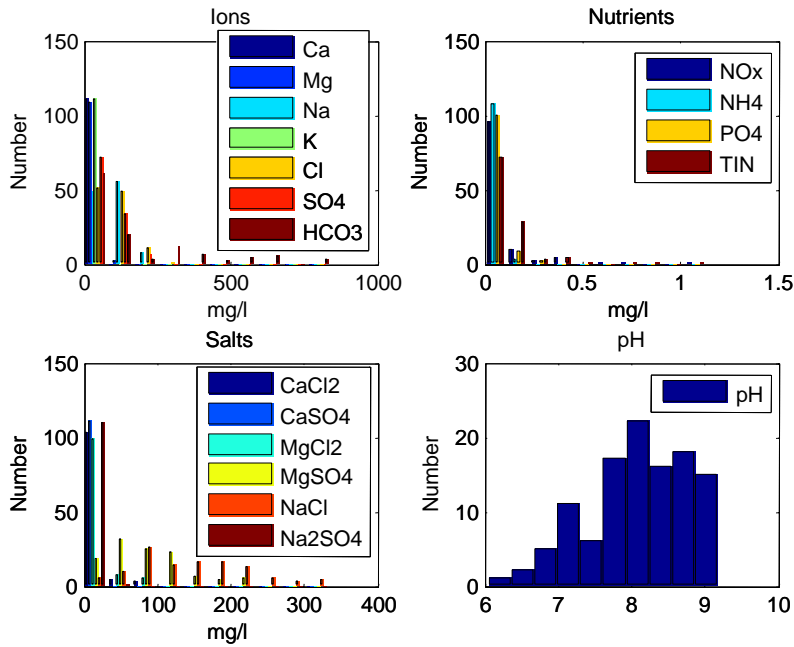 Ions
150
100
50
0
Number
0
500
1000
mg/l
Ca
Mg
Na
K
Cl
SO4
HCO3
Nutrients
150
100
50
0
Number
0
0.5
1
1.5
mg/l
NOx
NH4
PO4
TIN
Salts
150
100
50
0
Number
0
100
200
300
400
mg/l
CaCl2
CaSO4
MgCl2
MgSO4
NaCl
Na2SO4
pH
30
20
10
0
Number
6
7
8
9
10
pH